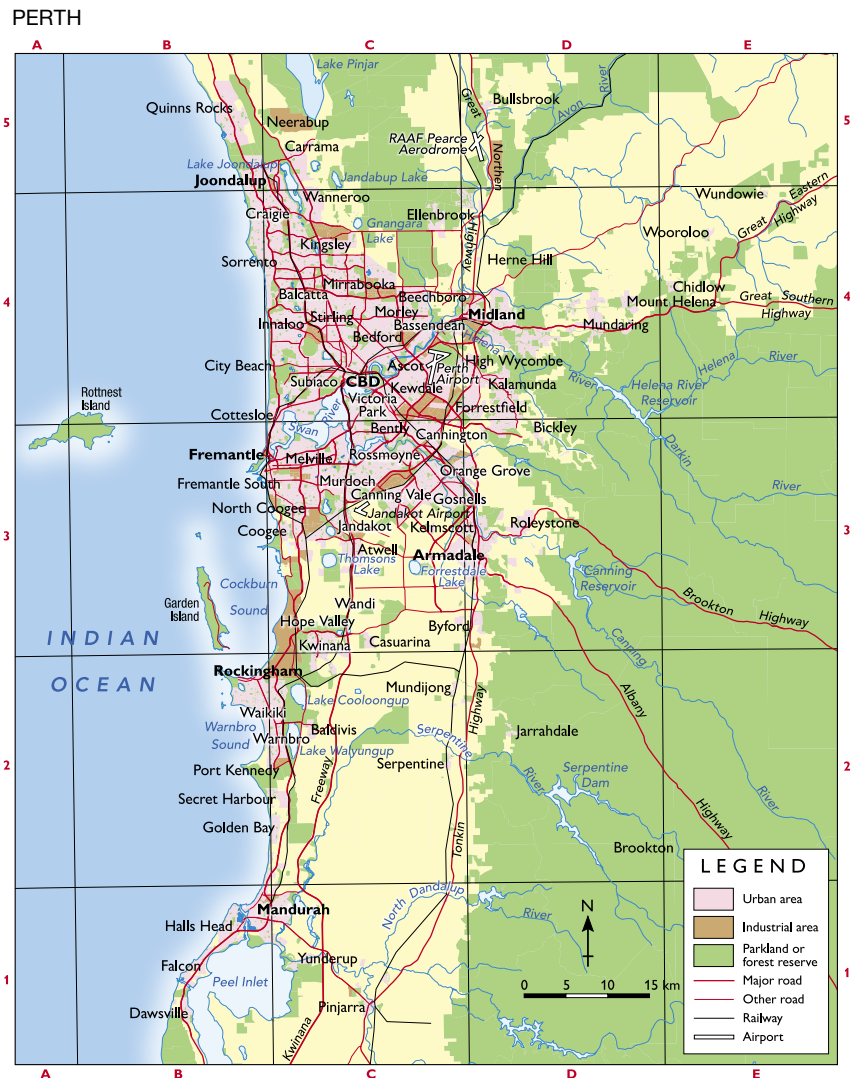 PERTH
A B C D E
Lake Pinjar
Quinns Rocks
Neerabup
Great
Bullsbrook
Avon
River
5
5
RAAF Pearce
Aerodrome
Carrama
Northen
Lake Joondalup
Joondalup
Jandabup Lake
Wanneroo
Wundowie
Eastern
Great
Highway
Craigie
Ellenbrook
Gnangara
Lake
Wooroloo
Kingsley
Highway
Sorrento
Herne Hill
Mirrabooka
Chidlow
Balcatta
Beechboro
Mount Helena
Great Southern
Highway
4
4
Stirling
Morley
Midland
Innaloo
Bassendean
Mundaring
Bedford
Helena
City Beach
Ascot
High Wycombe
Helena
River
Perth
Airport
Subiaco
CBD
Kewdale
Kalamunda
River
Helena River
Reservoir
Rottnest
Island
Victoria
Park
Forrestfield
Cottesloe
River
Swan
Bently
Cannington
Bickley
Darkin
River
Fremantle
Melville
Rossmoyne
Orange Grove
Fremantle South
Murdoch
Canning Vale
Gosnells
North Coogee
Jandakot Airport
Coogee
Jandakot
Kelmscott
Roleystone
3
3
Atwell
Armadale
Thomsons
Lake
Forrestdale
Lake
Canning
Reservoir
Cockburn
Sound
Garden
Island
Brookton
Highway
Wandi
Hope Valley
Byford
Canning
INDIAN
OCEAN
Kwinana
Casuarina
Rockingham
Mundijong
Albany
Lake Cooloongup
Highway
Waikiki
Warnbro
Sound
Baldivis
Serpentine
Jarrahdale
Warnbro
Lake Walyungup
Port Kennedy
Freeway
Serpentine
River
Serpentine
Dam
River
2
2
Secret Harbour
Highway
Golden Bay
Tonkin
Brookton
North Dandalup
River
Mandurah
Halls Head
Falcon
Yunderup
Peel Inlet
Dawsville
Pinjarra
Kwinana
1
1
N
0 5 10 15 km
LEGEND
Urban area
Industrial area
Parkland or
forest reserve
Major road
Other road
Railway
Airport
A B C D E